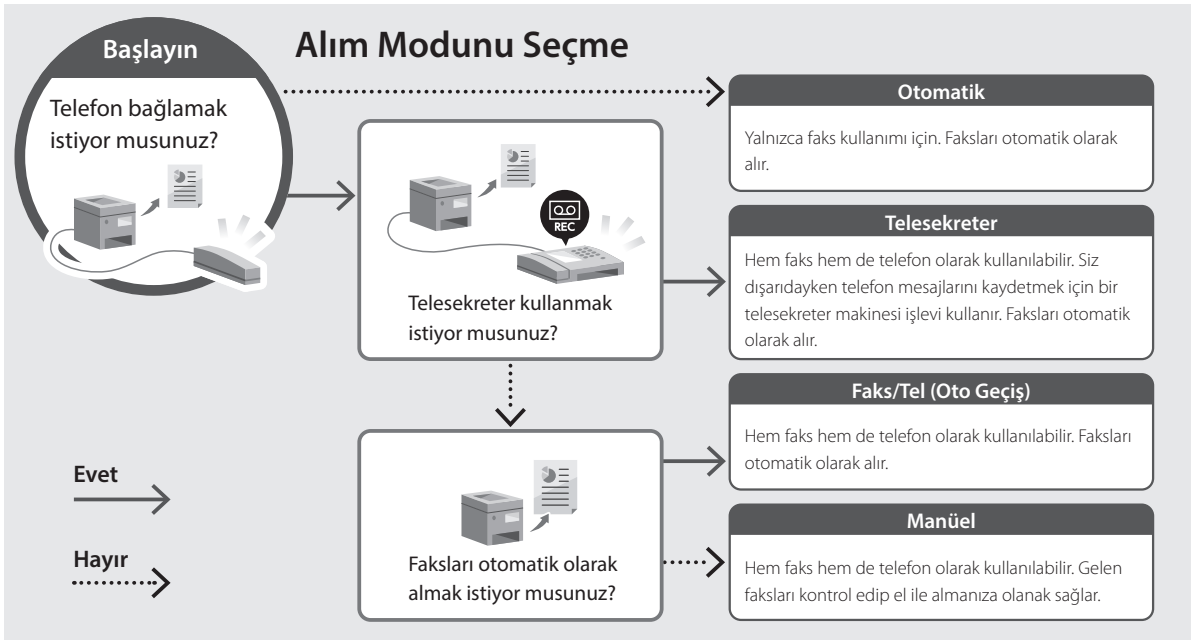 Alım Modunu Seçme
Başlayın
Telefon bağlamak
istiyor musunuz?
REC
Telesekreter kullanmak
istiyor musunuz?
Faksları otomatik olarak
almak istiyor musunuz?
Otomatik
Yalnızca faks kullanımı için. Faksları otomatik olarak
alır.
Telesekreter
Hem faks hem de telefon olarak kullanılabilir. Siz
dışarıdayken telefon mesajlarını kaydetmek için bir
telesekreter makinesi işlevi kullanır. Faksları otomatik
olarak alır.
Faks/Tel (Oto Geçiş)
Hem faks hem de telefon olarak kullanılabilir. Faksları
otomatik olarak alır.
Manüel
Hem faks hem de telefon olarak kullanılabilir. Gelen
faksları kontrol edip el ile almanıza olanak sağlar.
Evet
Hayır